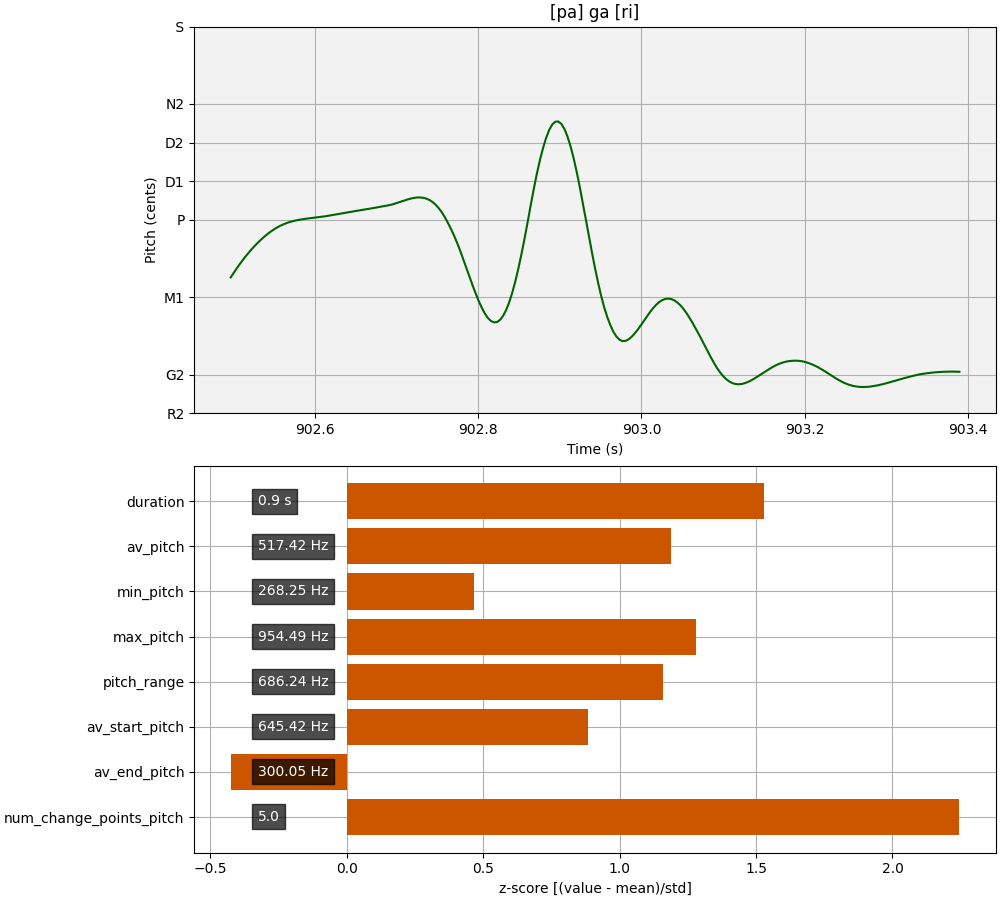 [pa] ga [ri]
S
N2
D2
D1
P
M1
G2
R2
Pitch (cents)
902.6 902.8 903.0 903.2 903.4
Time (s)
duration 0.9 s
av_pitch 517.42 Hz
min_pitch 268.25 Hz
max_pitch 954.49 Hz
pitch_range 686.24 Hz
av_start_pitch 645.42 Hz
av_end_pitch 300.05 Hz
num_change_points_pitch 5.0
−0.5 0.0 0.5 1.0 1.5 2.0
z-score [(value - mean)/std]